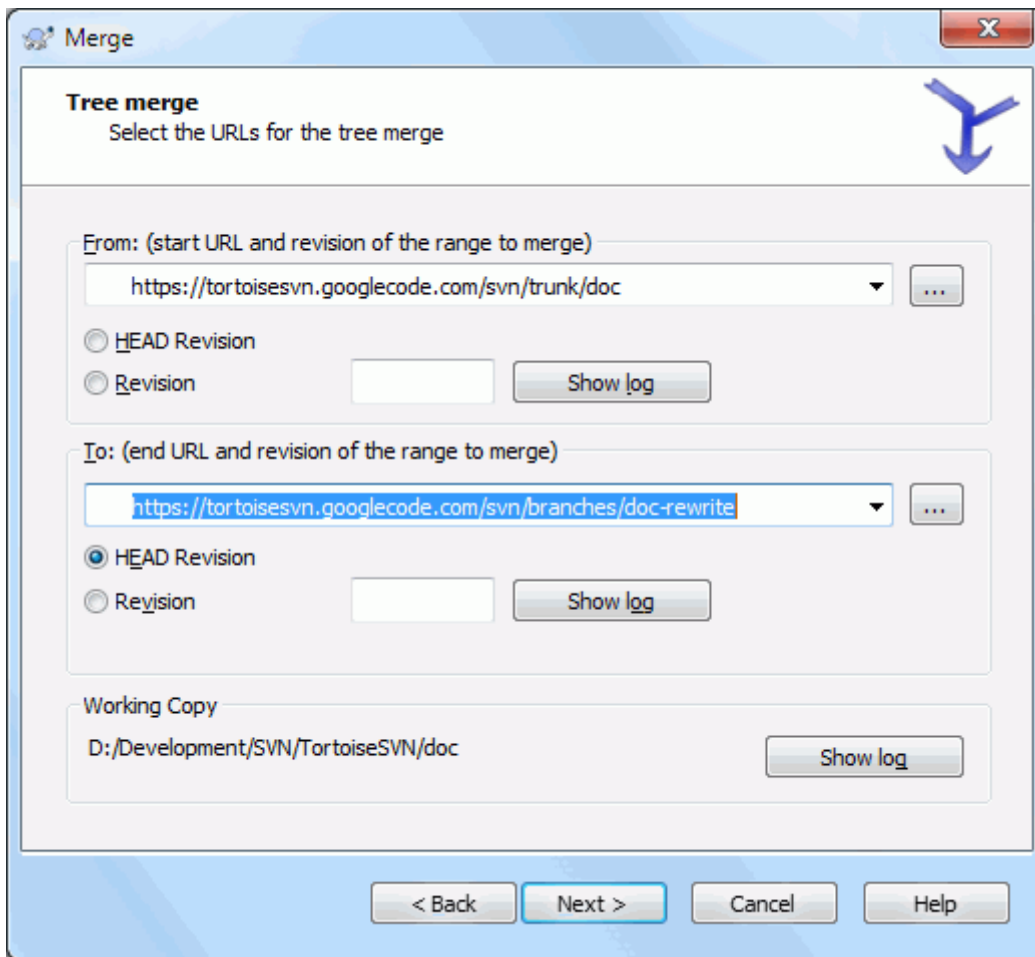 Merge
Tree merge
Select the URLs for the tree merge
From: (start URL and revision of the range to merge)
https://tortoisesvn.googlecode.com/svn/trunk/doc
...
HEAD Revision
Revision
Show log
To: (end URL and revision of the range to merge)
https://tortoisesvn.googlecode.com/svn/branches/doc-rewrite
...
HEAD Revision
Revision
Show log
Working Copy
D:/Development/SVN/TortoiseSVN/doc
Show log
< Back Next > Cancel Help